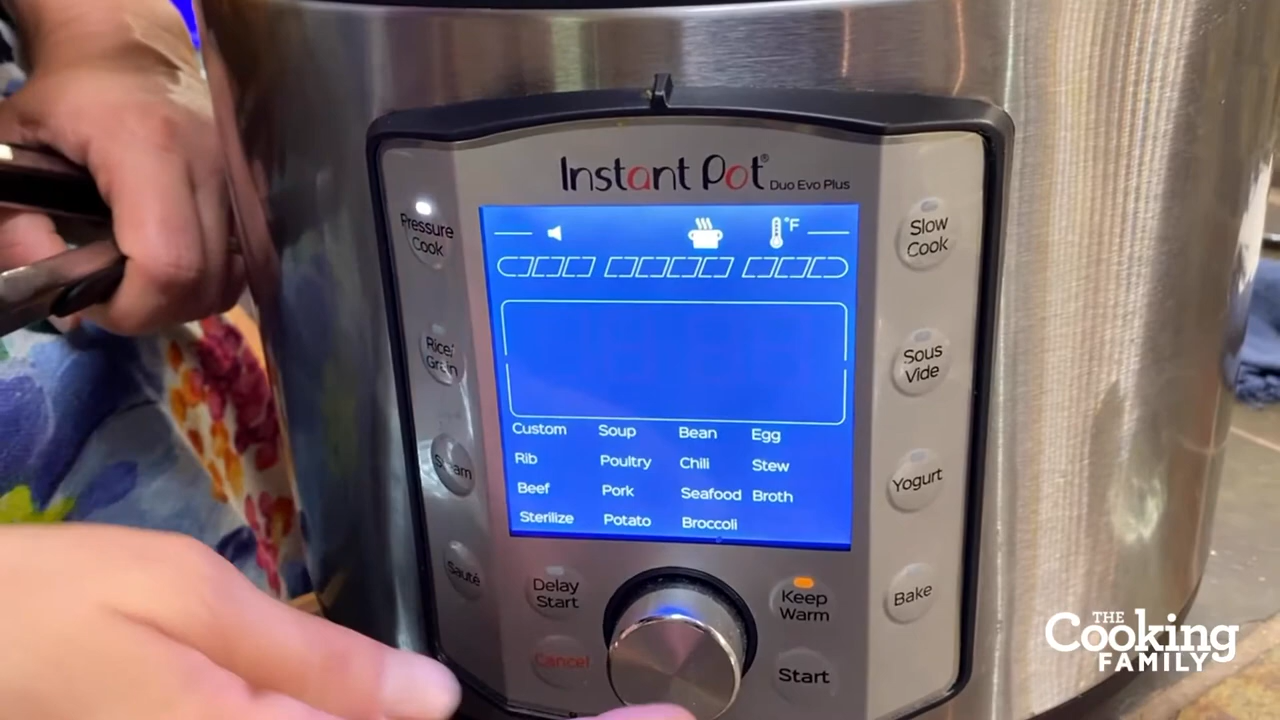 Instant Pot® Duo Evo Plus
Pressure
Cook
Rice/
Grain
Steam
Sauté
°F
Custom Soup Bean Egg
Rib Poultry Chili Stew
Beef Pork Seafood Broth
Sterilize Potato Broccoli
Slow
Cook
Sous
Vide
Yogurt
Bake
Delay
Start
Keep
Warm
Cancel
Start
THE
Cooking
FAMILY